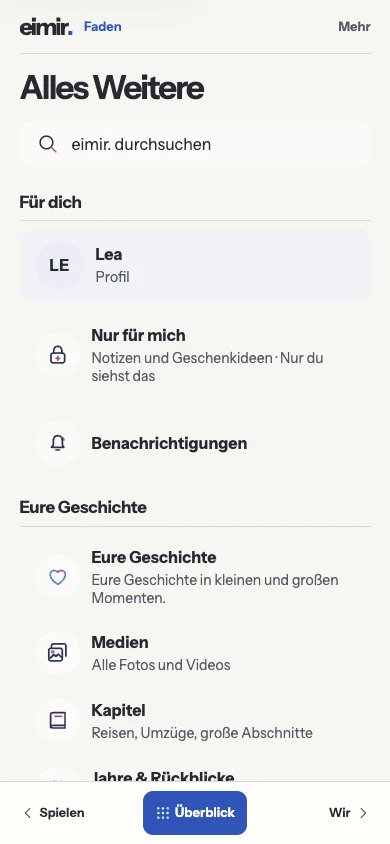 eimir. Faden Mehr
Alles Weitere
eimir. durchsuchen
Für dich
LE
Lea
Profil
Nur für mich
Notizen und Geschenkideen · Nur du
siehst das
Benachrichtigungen
Eure Geschichte
Eure Geschichte
Eure Geschichte in kleinen und großen
Momenten.
Medien
Alle Fotos und Videos
Kapitel
Reisen, Umzüge, große Abschnitte
Jahre & Rückblicke
Spielen Überblick Wir